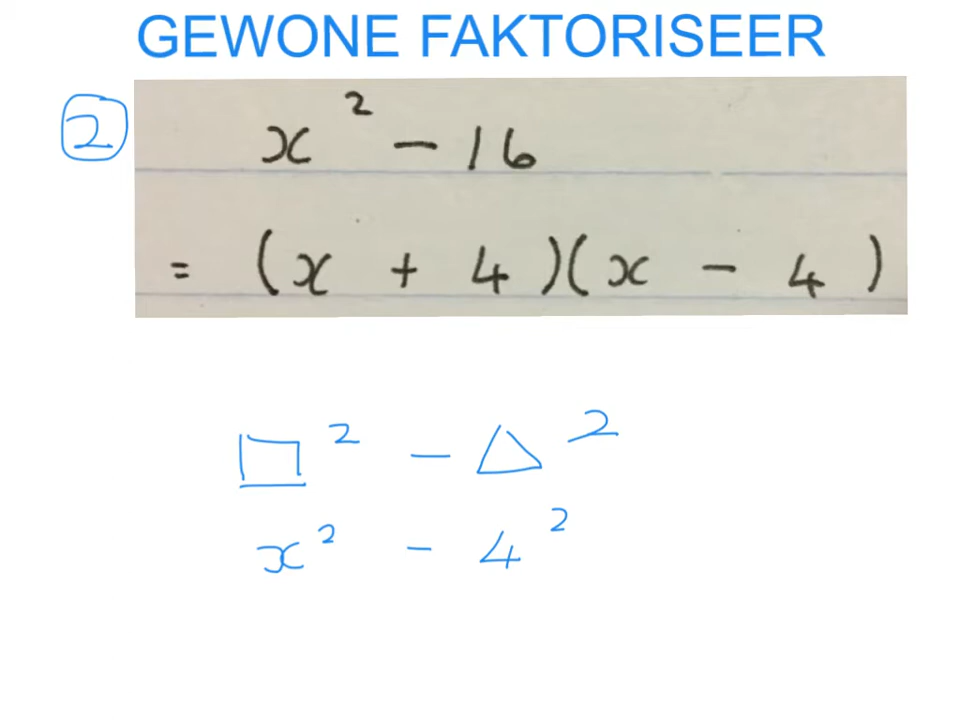 GEWONE FAKTORISEER
2
x² - 16
= (x + 4)(x - 4)
□² - △²
x² - 4²